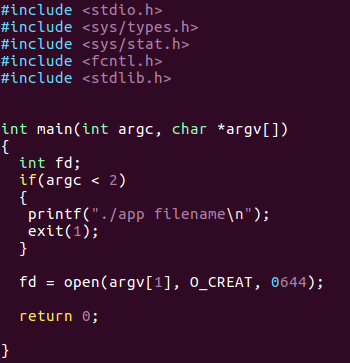 #include <stdio.h>
#include <sys/types.h>
#include <sys/stat.h>
#include <fcntl.h>
#include <stdlib.h>
int main(int argc, char *argv[])
{
  int fd;
  if(argc < 2)
  {
   printf("./app filename\n");
   exit(1);
  }
  fd = open(argv[1], O_CREAT, 0644);
  return 0;
}